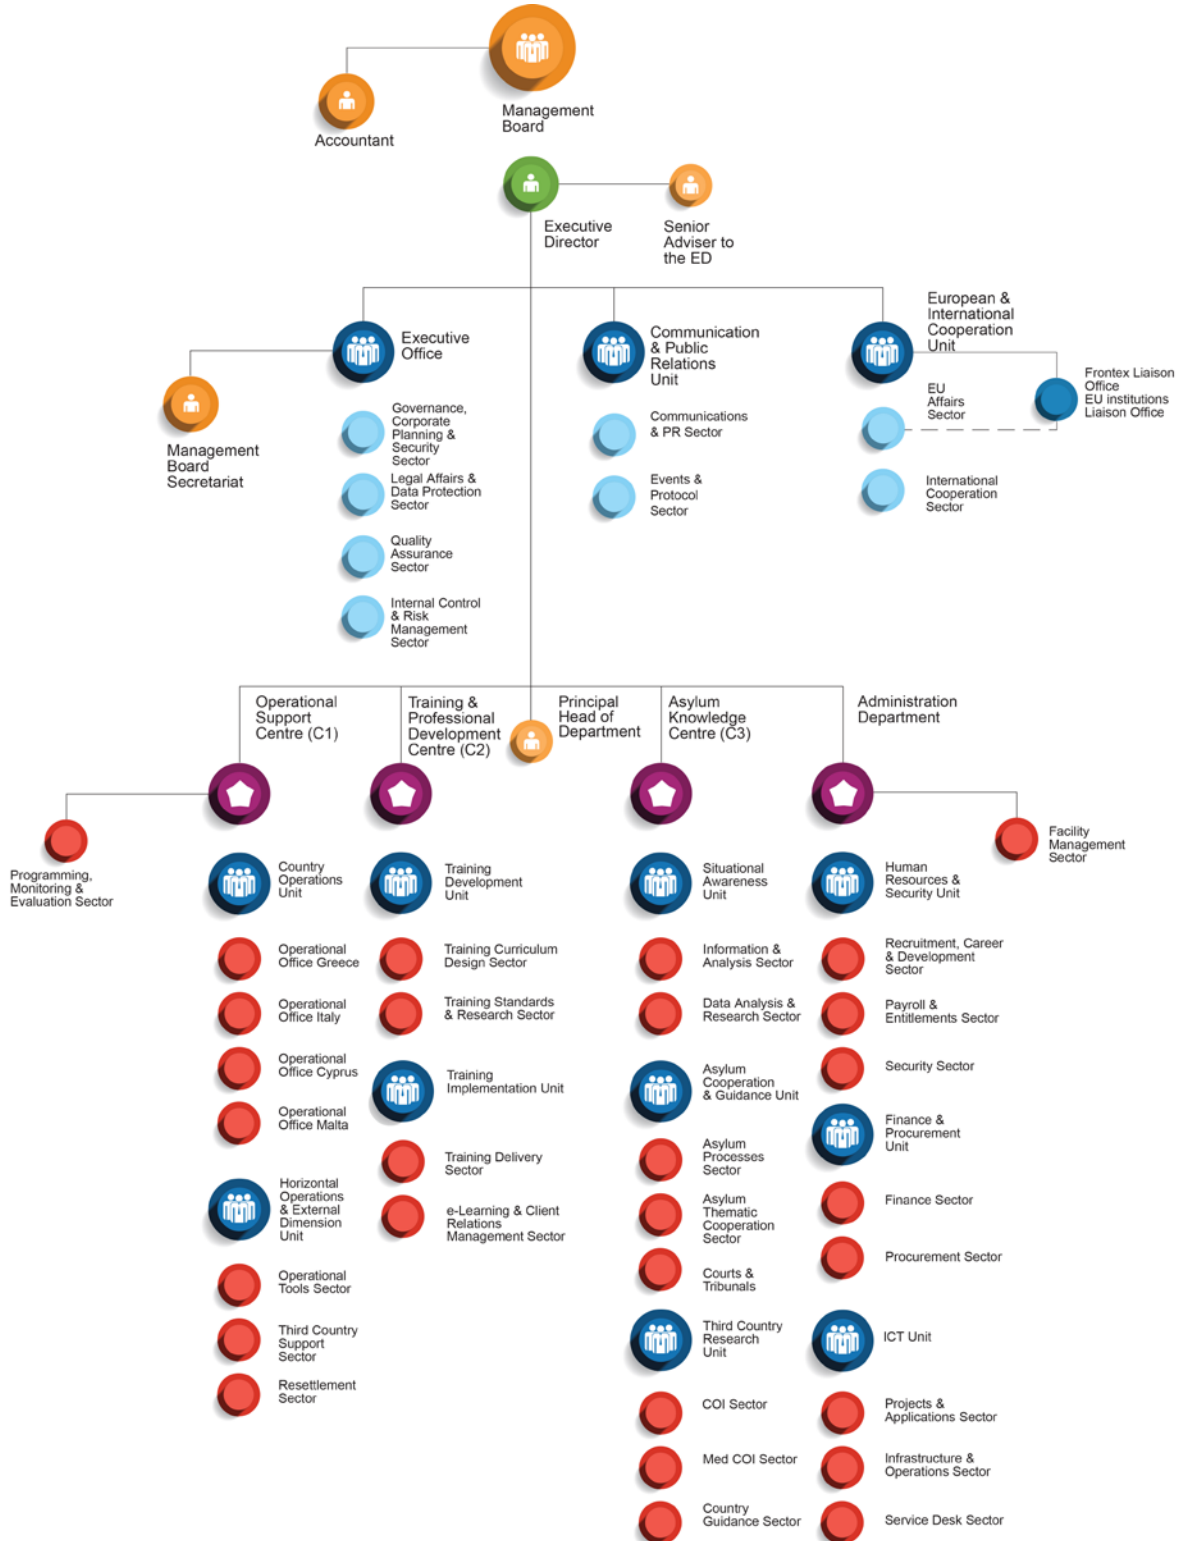 Management
Board
Accountant
Executive
Director
Senior
Adviser to
the ED
Executive
Office
Communication
& Public
Relations
Unit
European &
International
Cooperation
Unit
Frontex Liaison
Office
EU institutions
Liaison Office
Management
Board
Secretariat
Governance,
Corporate
Planning &
Security
Sector
Legal Affairs &
Data Protection
Sector
Quality
Assurance
Sector
Internal Control
& Risk
Management
Sector
Communications
& PR Sector
Events &
Protocol
Sector
EU
Affairs
Sector
International
Cooperation
Sector
Operational
Support
Centre (C1)
Training &
Professional
Development
Centre (C2)
Principal
Head of
Department
Asylum
Knowledge
Centre (C3)
Administration
Department
Programming,
Monitoring &
Evaluation Sector
Facility
Management
Sector
Country
Operations
Unit
Operational
Office Greece
Operational
Office Italy
Operational
Office Cyprus
Operational
Office Malta
Horizontal
Operations
& External
Dimension
Unit
Operational
Tools Sector
Third Country
Support
Sector
Resettlement
Sector
Training
Development
Unit
Training Curriculum
Design Sector
Training Standards
& Research Sector
Training
Implementation Unit
Training Delivery
Sector
e-Learning & Client
Relations
Management Sector
Situational
Awareness
Unit
Information &
Analysis Sector
Data Analysis &
Research Sector
Asylum
Cooperation
& Guidance Unit
Asylum
Processes
Sector
Asylum
Thematic
Cooperation
Sector
Courts &
Tribunals
Third Country
Research
Unit
COI Sector
Med COI Sector
Country
Guidance Sector
Human
Resources &
Security Unit
Recruitment, Career
& Development
Sector
Payroll &
Entitlements Sector
Security Sector
Finance &
Procurement
Unit
Finance Sector
Procurement Sector
ICT Unit
Projects &
Applications Sector
Infrastructure &
Operations Sector
Service Desk Sector